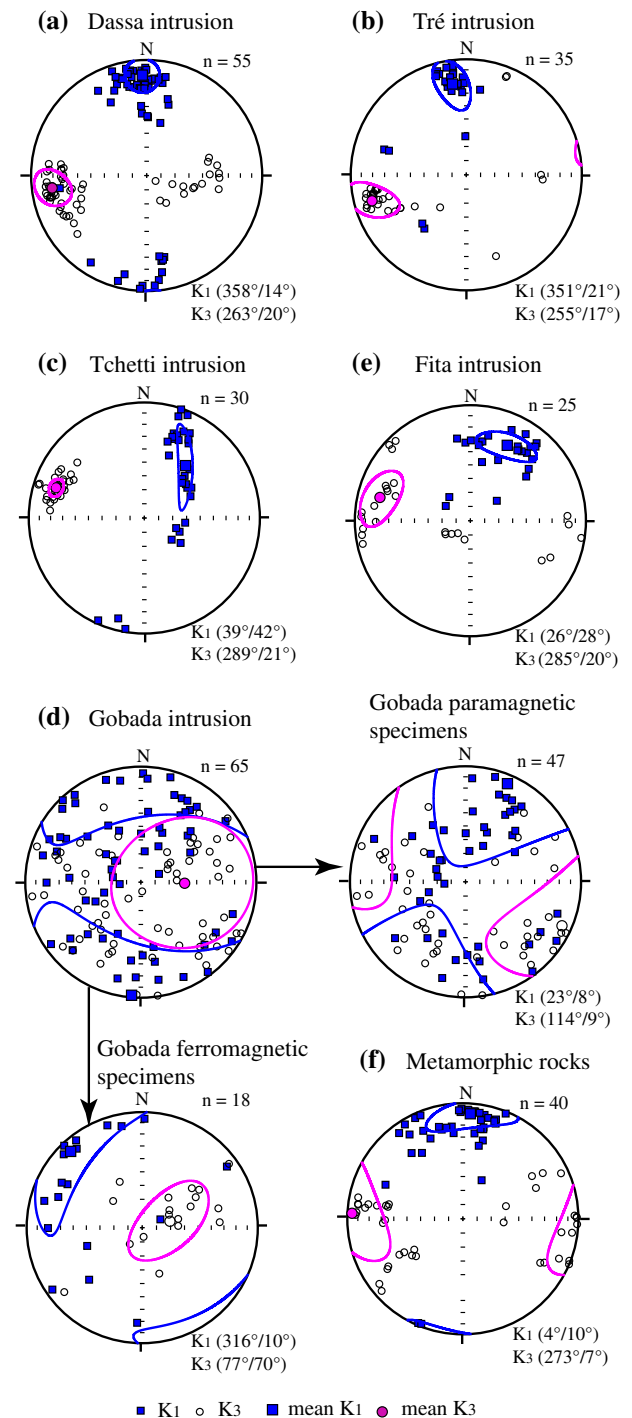 (a) Dassa intrusion
N
n = 55
K1 (358°/14°)
K3 (263°/20°)
(b) Tré intrusion
N
n = 35
K1 (351°/21°)
K3 (255°/17°)
(c) Tchetti intrusion
N
n = 30
K1 (39°/42°)
K3 (289°/21°)
(e) Fita intrusion
N
n = 25
K1 (26°/28°)
K3 (285°/20°)
(d) Gobada intrusion
N
n = 65
Gobada paramagnetic
specimens
N
n = 47
K1 (23°/8°)
K3 (114°/9°)
Gobada ferromagnetic
specimens
N
n = 18
K1 (316°/10°)
K3 (77°/70°)
(f) Metamorphic rocks
N
n = 40
K1 (4°/10°)
K3 (273°/7°)
K1 K3 mean K1 mean K3